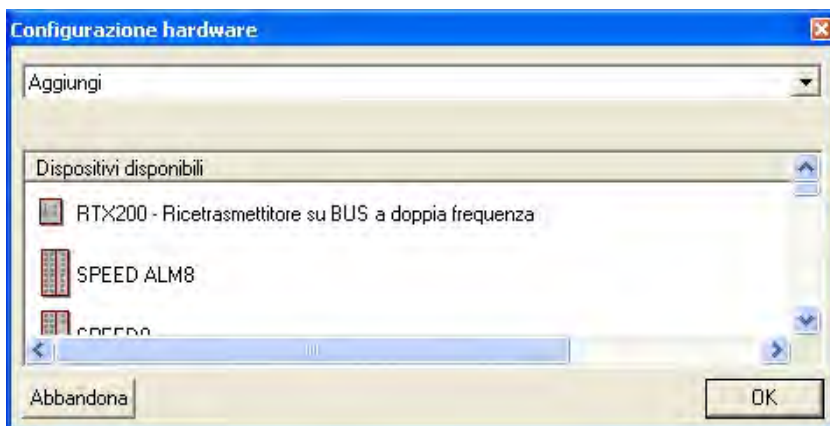 Configurazione hardware
Aggiungi
Dispositivi disponibili
RTX200 - Ricetrasmettitore su BUS a doppia frequenza
SPEED ALM8
Abbandona
OK